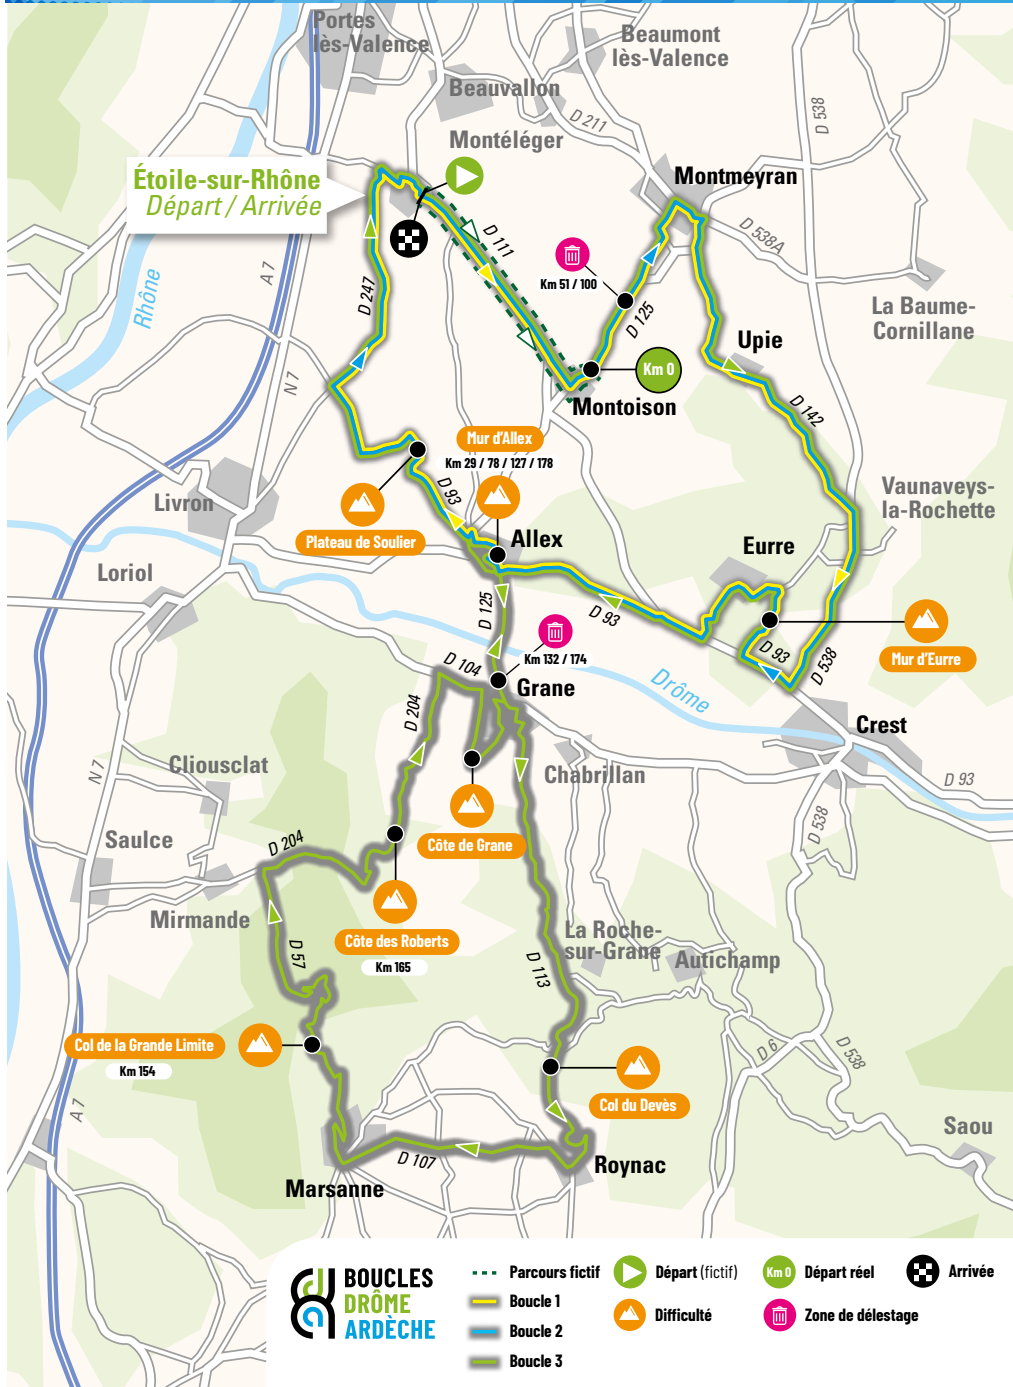 Portes
lès-Valence
Beaumont
lès-Valence
Beauvallon
D 211
D 538
Montéléger
Étoile-sur-Rhône
Départ / Arrivée
Montmeyran
D 111
D 538A
A 7
Rhône
Km 51 / 100
D 247
D 125
La Baume-
Cornillane
Upie
N 7
Km 0
Montoison
D 142
Mur d'Allex
Km 29 / 78 / 127 / 178
D 93
Vaunaveys-
la-Rochette
Livron
Plateau de Soulier
Allex
Eurre
Loriol
D 125
D 93
Km 132 / 174
D 93
D 538
Mur d'Eurre
D 104
Grane
Drôme
D 204
Crest
Cliousclat
N 7
Chabrillan
D 93
D 538
Saulce
D 204
Côte de Grane
Mirmande
Côte des Roberts
Km 165
La Roche-
sur-Grane
Autichamp
D 57
D 113
Col de la Grande Limite
Km 154
D 6
D 538
A 7
Col du Devès
Saou
D 107
Roynac
Marsanne
BOUCLES
DRÔME
ARDÈCHE
Parcours fictif
Départ (fictif)
Km 0
Départ réel
Arrivée
Boucle 1
Difficulté
Zone de délestage
Boucle 2
Boucle 3